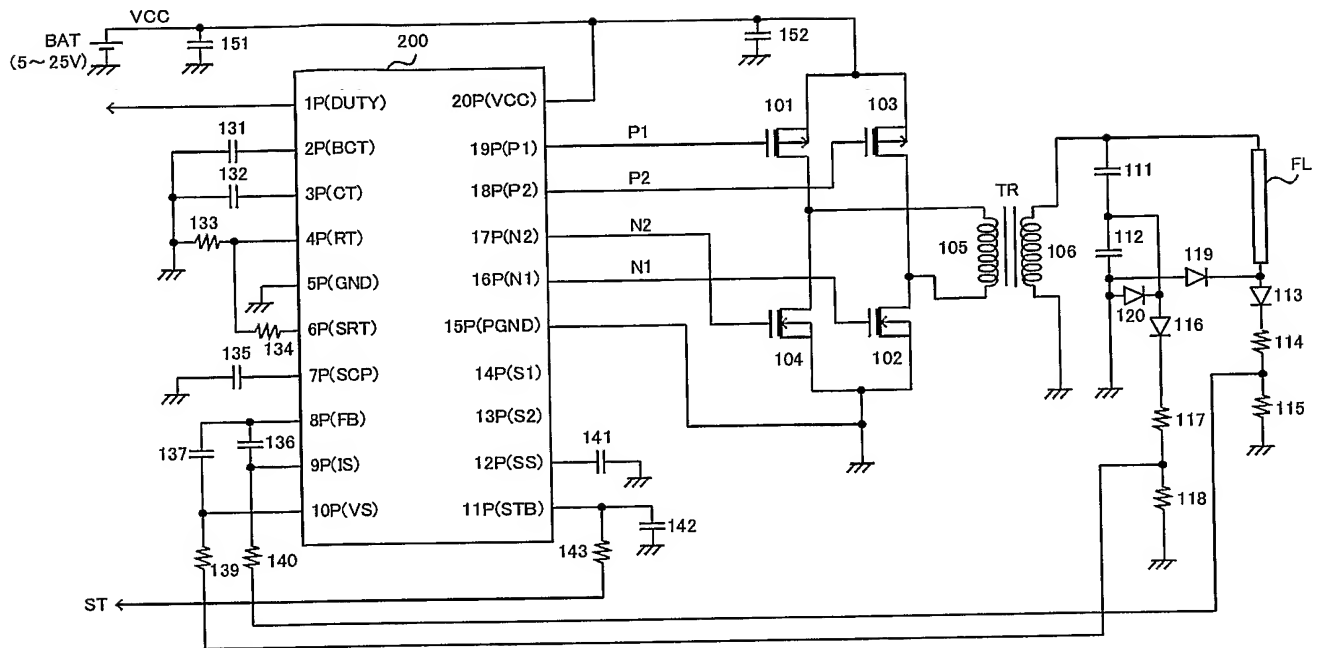 VCC
BAT
(5～25V)
151
152
200
1P(DUTY)
2P(BCT)
3P(CT)
4P(RT)
5P(GND)
6P(SRT)
7P(SCP)
8P(FB)
9P(IS)
10P(VS)
20P(VCC)
19P(P1)
18P(P2)
17P(N2)
16P(N1)
15P(PGND)
14P(S1)
13P(S2)
12P(SS)
11P(STB)
131
132
133
134
135
136
137
139
140
141
142
143
ST
P1
P2
N2
N1
101
103
104
102
TR
105
106
111
112
119
120
116
113
114
115
117
118
FL